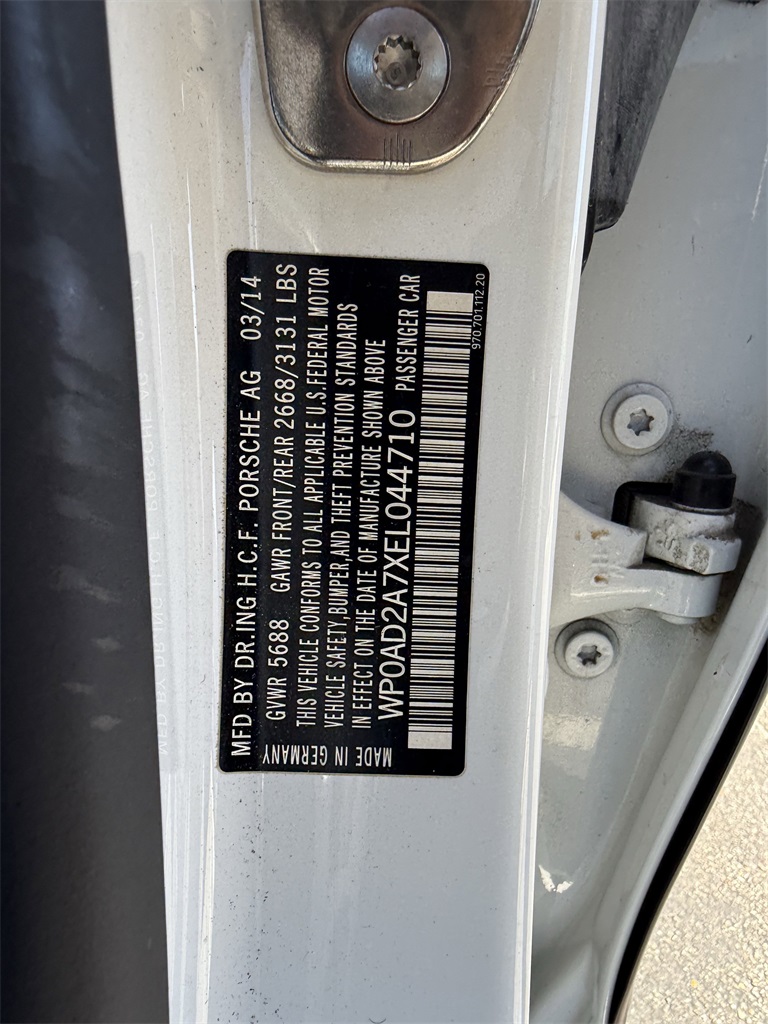 MFD BY DR.ING.H.C.F. PORSCHE AG 03/14
GVWR 5688 GAWR FRONT/REAR 2668/3131 LBS
THIS VEHICLE CONFORMS TO ALL APPLICABLE U.S.FEDERAL MOTOR
VEHICLE SAFETY,BUMPER,AND THEFT PREVENTION STANDARDS
IN EFFECT ON THE DATE OF MANUFACTURE SHOWN ABOVE
WP0AD2A7XEL044710 PASSENGER CAR
MADE IN GERMANY
970.701.112.20